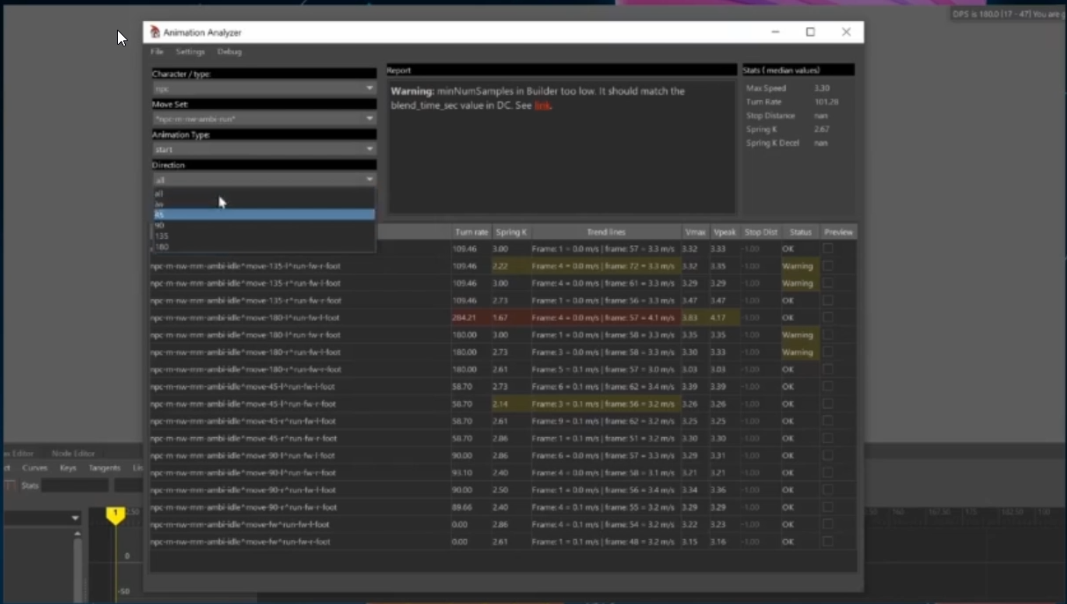 DPS is 180.0 (17 - 47) You are
Animation Analyzer
File Settings Debug
Character / type:
npc
Move Set:
*npc-m-nw-ambi-run*
Animation Type:
start
Direction
all
all
45
90
135
180
Report
Warning: minNumSamples in Builder too low. It should match the
blend_time_sec value in DC. See link.
Stats ( median values)
Max Speed 3.30
Turn Rate 101.28
Stop Distance nan
Spring K 2.67
Spring K Decel nan
Turn rate Spring K Trend lines Vmax Vpeak Stop Dist Status Preview
109.46 3.00 Frame: 1 = 0.0 m/s | frame: 57 = 3.3 m/s 3.32 3.33 -1.00 OK
npc-m-nw-mm-ambi-idle^move-135-l^run-fw-r-foot 109.46 2.22 Frame: 4 = 0.0 m/s | frame: 72 = 3.3 m/s 3.32 3.35 -1.00 Warning
npc-m-nw-mm-ambi-idle^move-135-r^run-fw-l-foot 109.46 3.00 Frame: 4 = 0.0 m/s | frame: 61 = 3.3 m/s 3.29 3.29 -1.00 Warning
npc-m-nw-mm-ambi-idle^move-135-r^run-fw-r-foot 109.46 2.73 Frame: 1 = 0.0 m/s | frame: 56 = 3.3 m/s 3.47 3.47 -1.00 OK
npc-m-nw-mm-ambi-idle^move-180-l^run-fw-l-foot 284.21 1.67 Frame: 4 = 0.0 m/s | frame: 57 = 4.1 m/s 3.83 4.17 -1.00
npc-m-nw-mm-ambi-idle^move-180-l^run-fw-r-foot 180.00 3.00 Frame: 1 = 0.0 m/s | frame: 58 = 3.3 m/s 3.35 3.35 -1.00 Warning
npc-m-nw-mm-ambi-idle^move-180-r^run-fw-l-foot 180.00 2.73 Frame: 3 = 0.0 m/s | frame: 58 = 3.3 m/s 3.30 3.33 -1.00 Warning
npc-m-nw-mm-ambi-idle^move-180-r^run-fw-r-foot 180.00 2.61 Frame: 5 = 0.1 m/s | frame: 57 = 3.0 m/s 3.03 3.03 -1.00 OK
npc-m-nw-mm-ambi-idle^move-45-l^run-fw-l-foot 58.70 2.73 Frame: 6 = 0.1 m/s | frame: 62 = 3.4 m/s 3.39 3.39 -1.00 OK
npc-m-nw-mm-ambi-idle^move-45-l^run-fw-r-foot 58.70 2.14 Frame: 3 = 0.1 m/s | frame: 56 = 3.2 m/s 3.26 3.26 -1.00 OK
npc-m-nw-mm-ambi-idle^move-45-r^run-fw-l-foot 58.70 2.61 Frame: 9 = 0.1 m/s | frame: 62 = 3.2 m/s 3.25 3.25 -1.00 OK
npc-m-nw-mm-ambi-idle^move-45-r^run-fw-r-foot 58.70 2.86 Frame: 1 = 0.1 m/s | frame: 51 = 3.2 m/s 3.30 3.30 -1.00 OK
npc-m-nw-mm-ambi-idle^move-90-l^run-fw-l-foot 90.00 2.86 Frame: 6 = 0.0 m/s | frame: 57 = 3.3 m/s 3.29 3.31 -1.00 OK
npc-m-nw-mm-ambi-idle^move-90-l^run-fw-r-foot 93.10 2.40 Frame: 4 = 0.0 m/s | frame: 58 = 3.1 m/s 3.21 3.21 -1.00 OK
npc-m-nw-mm-ambi-idle^move-90-r^run-fw-l-foot 90.00 2.50 Frame: 1 = 0.0 m/s | frame: 56 = 3.4 m/s 3.34 3.36 -1.00 OK
npc-m-nw-mm-ambi-idle^move-90-r^run-fw-r-foot 89.66 2.40 Frame: 4 = 0.1 m/s | frame: 55 = 3.2 m/s 3.29 3.29 -1.00 OK
npc-m-nw-mm-ambi-idle^move-fw^run-fw-l-foot 0.00 2.86 Frame: 4 = 0.1 m/s | frame: 54 = 3.2 m/s 3.22 3.23 -1.00 OK
npc-m-nw-mm-ambi-idle^move-fw^run-fw-r-foot 0.00 2.61 Frame: 1 = 0.1 m/s | frame: 48 = 3.2 m/s 3.15 3.16 -1.00 OK
Editor Node Editor
Curves Keys Tangents
Stats
1
0
-50